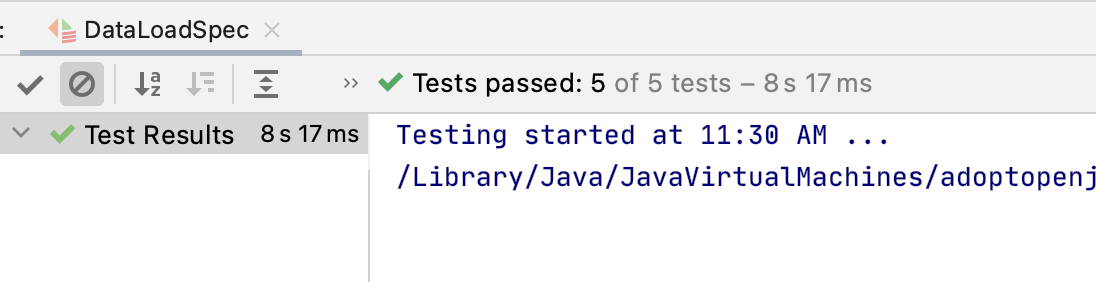 : DataLoadSpec
Tests passed: 5 of 5 tests – 8 s 17 ms
Test Results 8 s 17 ms
Testing started at 11:30 AM ...
/Library/Java/JavaVirtualMachines/adoptopenj